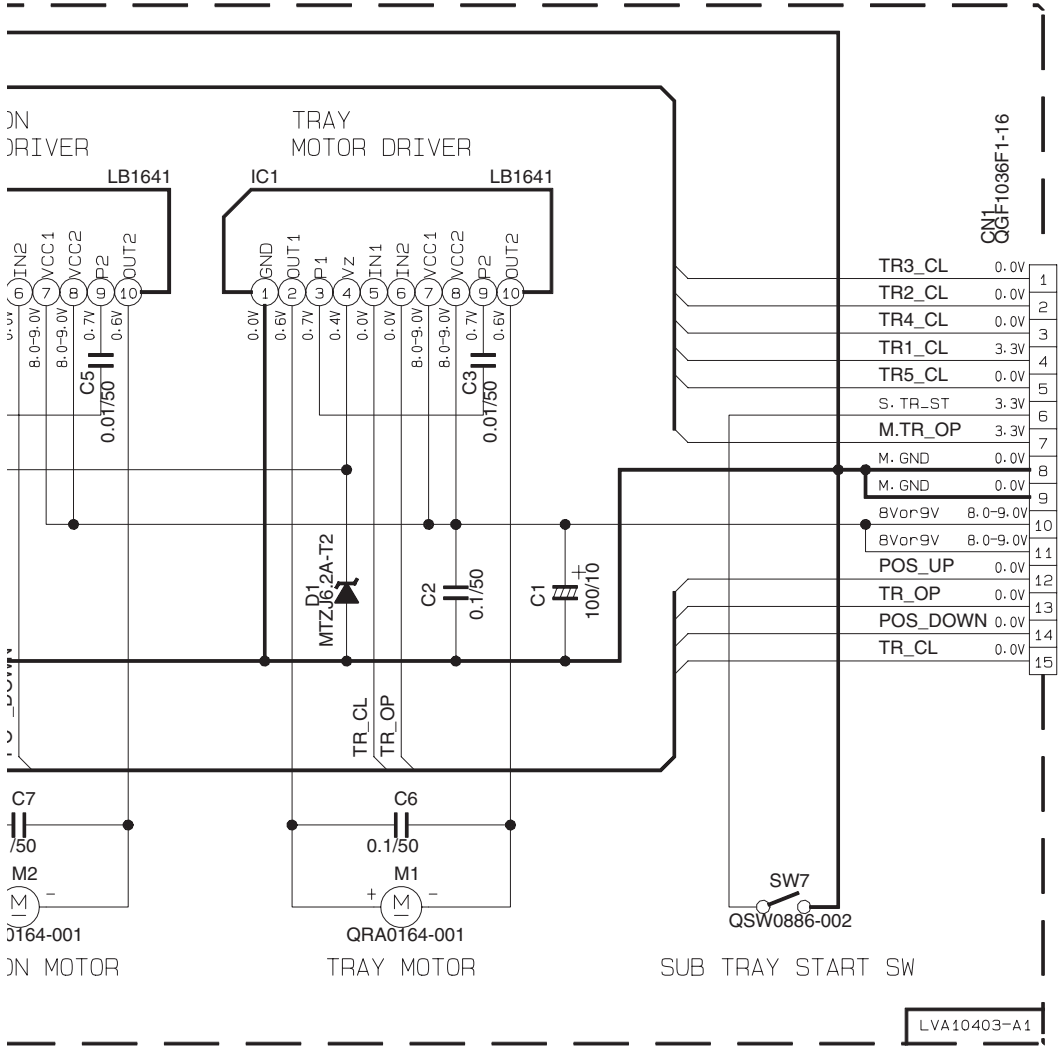 TRAY
MOTOR DRIVER
DRIVER
LB1641
IC1
LB1641
IN2
VCC1
VCC2
P2
OUT2
6
7
8
9
10
8.0-9.0V
8.0-9.0V
0.7V
0.6V
C5
0.01/50
GND
OUT1
P1
Vz
IN1
IN2
VCC1
VCC2
P2
OUT2
1
2
3
4
5
6
7
8
9
10
0.0V
0.6V
0.7V
0.4V
0.0V
0.0V
8.0-9.0V
8.0-9.0V
0.7V
0.6V
C3
0.01/50
CN1
QGF1036F1-16
TR3_CL 0.0V 1
TR2_CL 0.0V 2
TR4_CL 0.0V 3
TR1_CL 3.3V 4
TR5_CL 0.0V 5
S.TR_ST 3.3V 6
M.TR_OP 3.3V 7
M.GND 0.0V 8
M.GND 0.0V 9
8Vor9V 8.0-9.0V 10
8Vor9V 8.0-9.0V 11
POS_UP 0.0V 12
TR_OP 0.0V 13
POS_DOWN 0.0V 14
TR_CL 0.0V 15
D1
MTZJ6.2A-T2
C2
0.1/50
C1
+
100/10
TR_CL
TR_OP
C7
/50
M2
M
-
0164-001
ON MOTOR
C6
0.1/50
M1
+
M
-
QRA0164-001
TRAY MOTOR
SW7
QSW0886-002
SUB TRAY START SW
LVA10403-A1